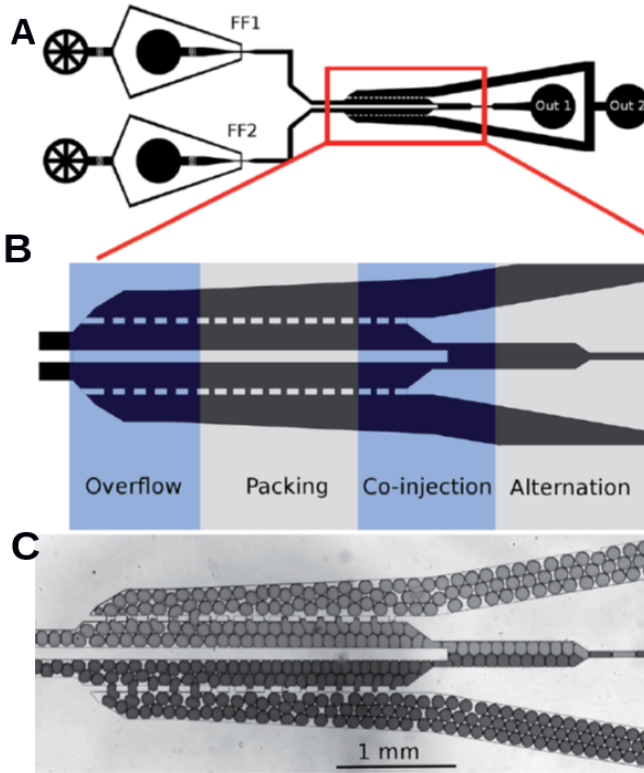 A
FF1
FF2
Out 1
Out 2
B
Overflow Packing Co-injection Alternation
C
1 mm